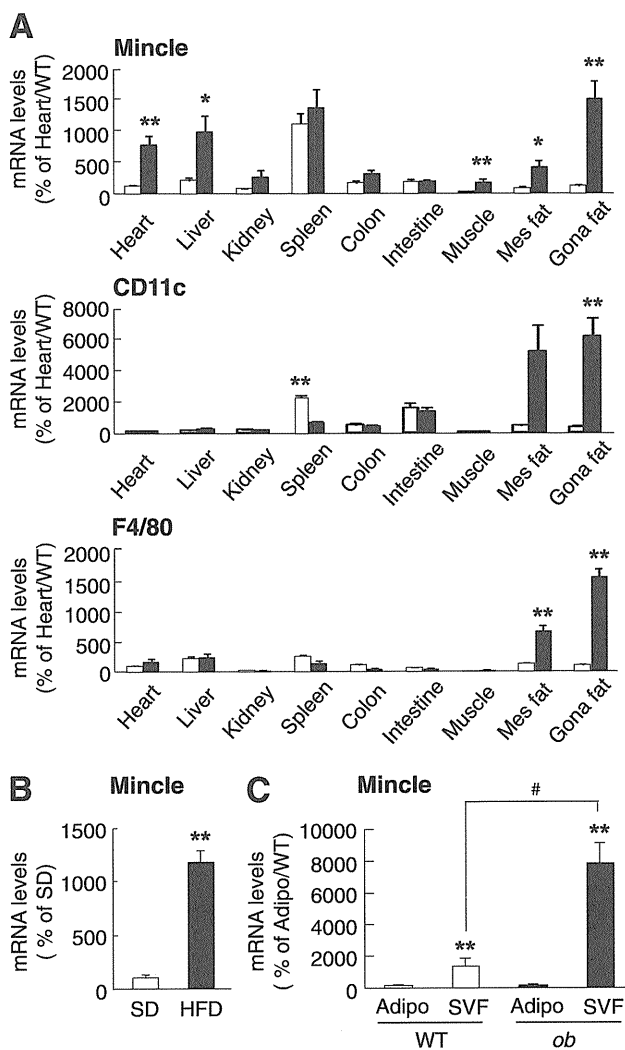 A
Mincle
mRNA levels
(% of Heart/WT)
2000
1500
1000
500
0
** * ** * **
Heart Liver Kidney Spleen Colon Intestine Muscle Mes fat Gona fat
CD11c
mRNA levels
(% of Heart/WT)
8000
6000
4000
2000
0
** **
Heart Liver Kidney Spleen Colon Intestine Muscle Mes fat Gona fat
F4/80
mRNA levels
(% of Heart/WT)
2000
1500
1000
500
0
** **
Heart Liver Kidney Spleen Colon Intestine Muscle Mes fat Gona fat
B
Mincle
mRNA levels
( % of SD)
1500
1000
500
0
**
SD HFD
C
Mincle
mRNA levels
( % of Adipo/WT)
10000
8000
6000
4000
2000
0
#
** **
Adipo SVF Adipo SVF
WT ob